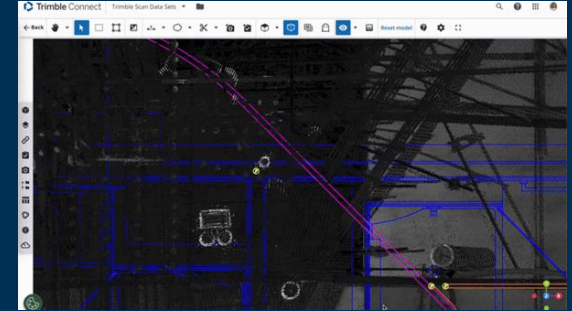 Trimble Connect
Trimble Scan Data Sets
Back
Reset model